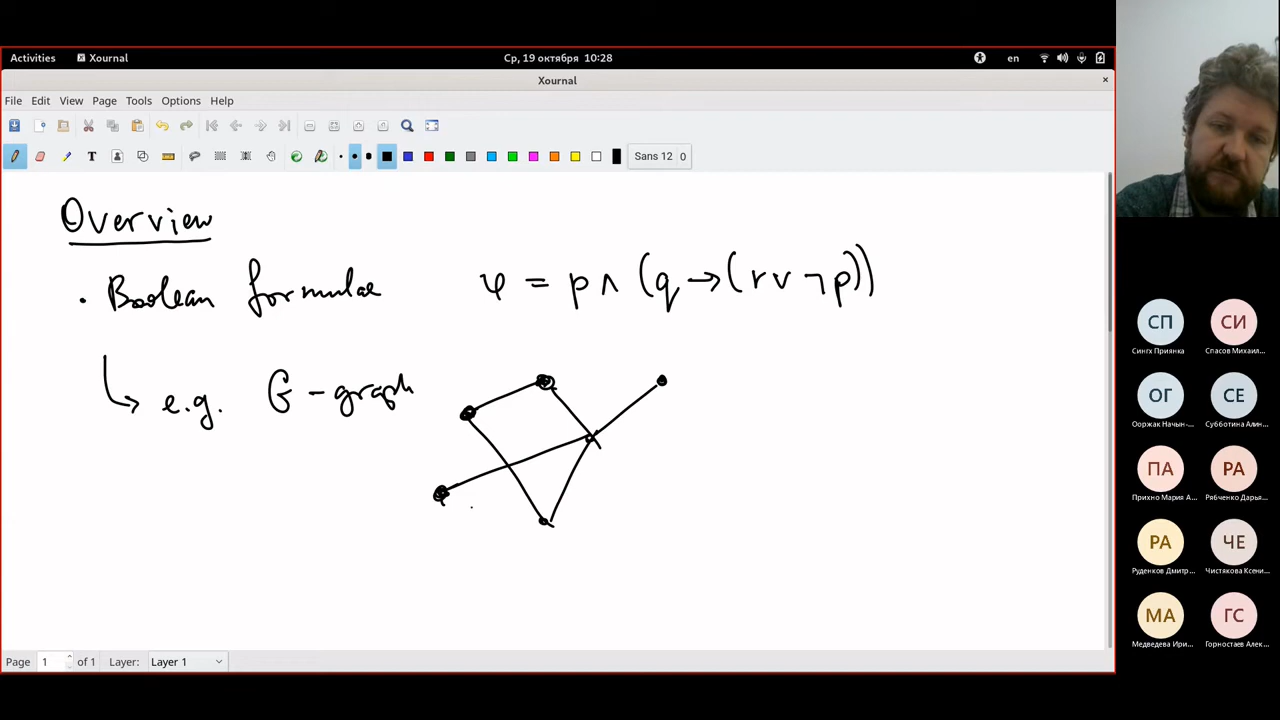 Activities Xournal Ср, 19 октября 10:28 en
Xournal ×
File Edit View Page Tools Options Help
T Sans 12 0
Overview
• Boolean formulae φ = p ∧ (q → (r ∨ ¬p))
e.g. G - graph
Page 1 of 1 Layer: Layer 1
СП СИ
Сингх Приянка Спасов Михаил...
ОГ СЕ
Ооржак Начын-... Субботина Алин...
ПА РА
Прихно Мария А... Рябченко Дарья...
РА ЧЕ
Руденков Дмитр... Чистякова Ксени...
МА ГС
Медведева Ири... Горностаев Алек...